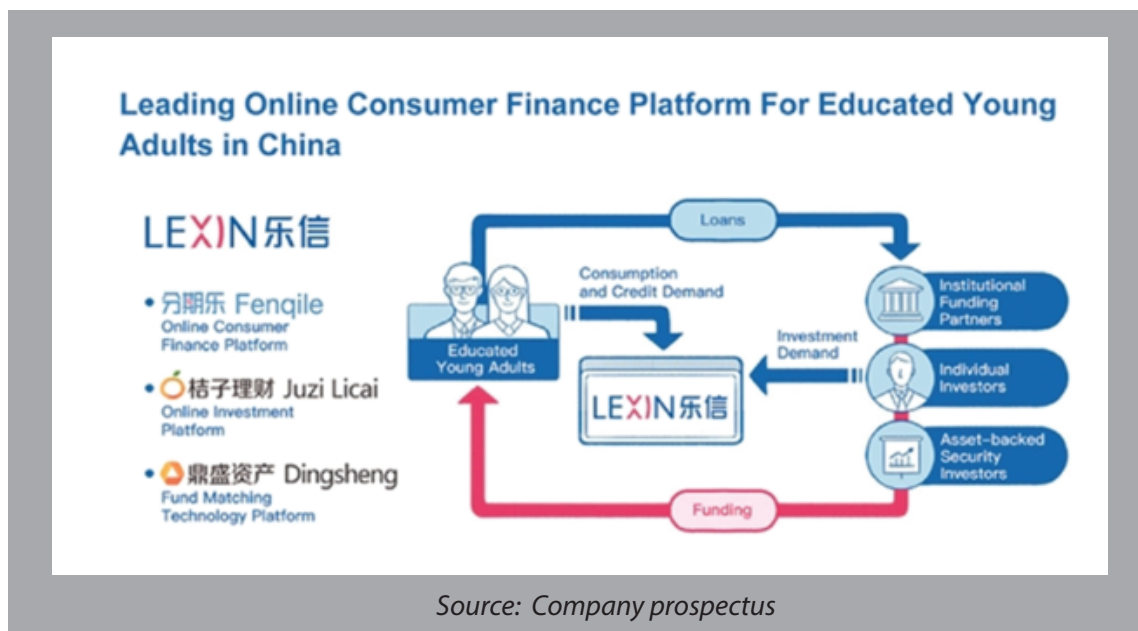 Leading Online Consumer Finance Platform For Educated Young
Adults in China
LEXIN乐信
• 分期乐 Fenqile
Online Consumer
Finance Platform
• 桔子理财 Juzi Licai
Online Investment
Platform
• 鼎盛资产 Dingsheng
Fund Matching
Technology Platform
Loans
Consumption
and Credit Demand
Educated
Young Adults
LEXIN乐信
Investment
Demand
Institutional
Funding
Partners
Individual
Investors
Asset-backed
Security
Investors
Funding
Source: Company prospectus